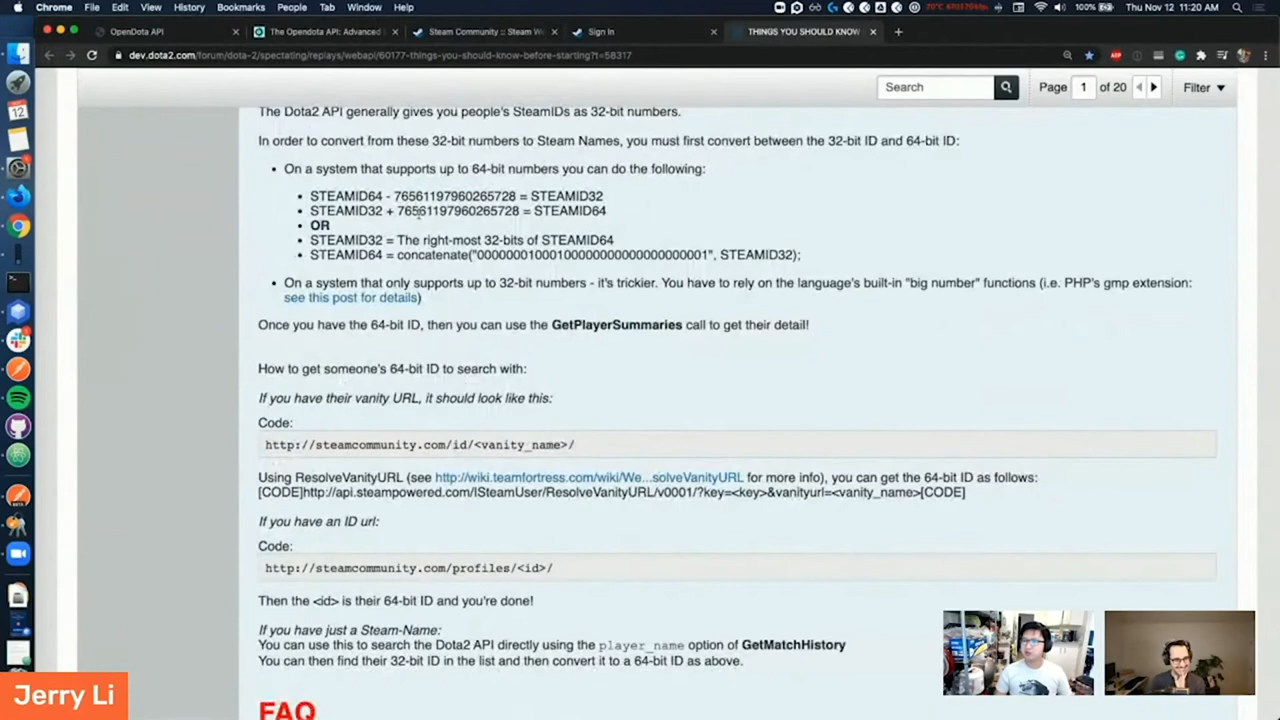 Chrome File Edit View History Bookmarks People Tab Window Help 100% Thu Nov 12 11:20 AM
OpenDota API × The Opendota API: Advanced × Steam Community :: Steam W × Sign In × THINGS YOU SHOULD KNOW × +
dev.dota2.com/forum/dota-2/spectating/replays/webapi/60177-things-you-should-know-before-starting?t=58317
Search Page 1 of 20 Filter
The Dota2 API generally gives you people's SteamIDs as 32-bit numbers.
In order to convert from these 32-bit numbers to Steam Names, you must first convert between the 32-bit ID and 64-bit ID:
• On a system that supports up to 64-bit numbers you can do the following:
• STEAMID64 - 76561197960265728 = STEAMID32
• STEAMID32 + 76561197960265728 = STEAMID64
• OR
• STEAMID32 = The right-most 32-bits of STEAMID64
• STEAMID64 = concatenate("00000001000100000000000000000001", STEAMID32);
• On a system that only supports up to 32-bit numbers - it's trickier. You have to rely on the language's built-in "big number" functions (i.e. PHP's gmp extension:
see this post for details)
Once you have the 64-bit ID, then you can use the GetPlayerSummaries call to get their detail!
How to get someone's 64-bit ID to search with:
If you have their vanity URL, it should look like this:
Code:
http://steamcommunity.com/id/<vanity_name>/
Using ResolveVanityURL (see http://wiki.teamfortress.com/wiki/We...solveVanityURL for more info), you can get the 64-bit ID as follows:
[CODE]http://api.steampowered.com/ISteamUser/ResolveVanityURL/v0001/?key=<key>&vanityurl=<vanity_name>[CODE]
If you have an ID url:
Code:
http://steamcommunity.com/profiles/<id>/
Then the <id> is their 64-bit ID and you're done!
If you have just a Steam-Name:
You can use this to search the Dota2 API directly using the player_name option of GetMatchHistory
You can then find their 32-bit ID in the list and then convert it to a 64-bit ID as above.
Jerry Li
FAQ